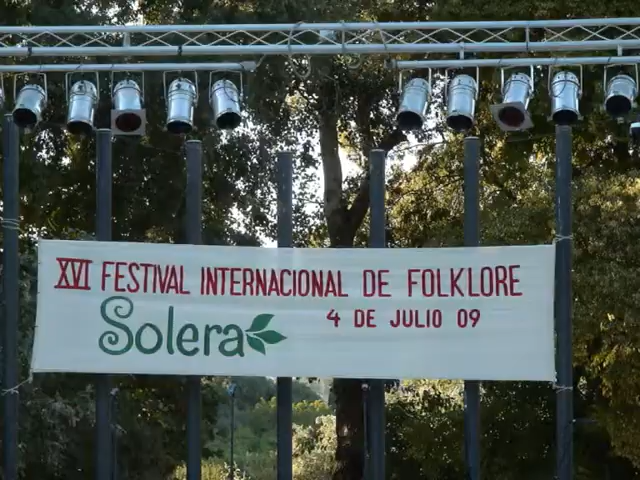 XVI FESTIVAL INTERNACIONAL DE FOLKLORE
Solera
4 DE JULIO 09